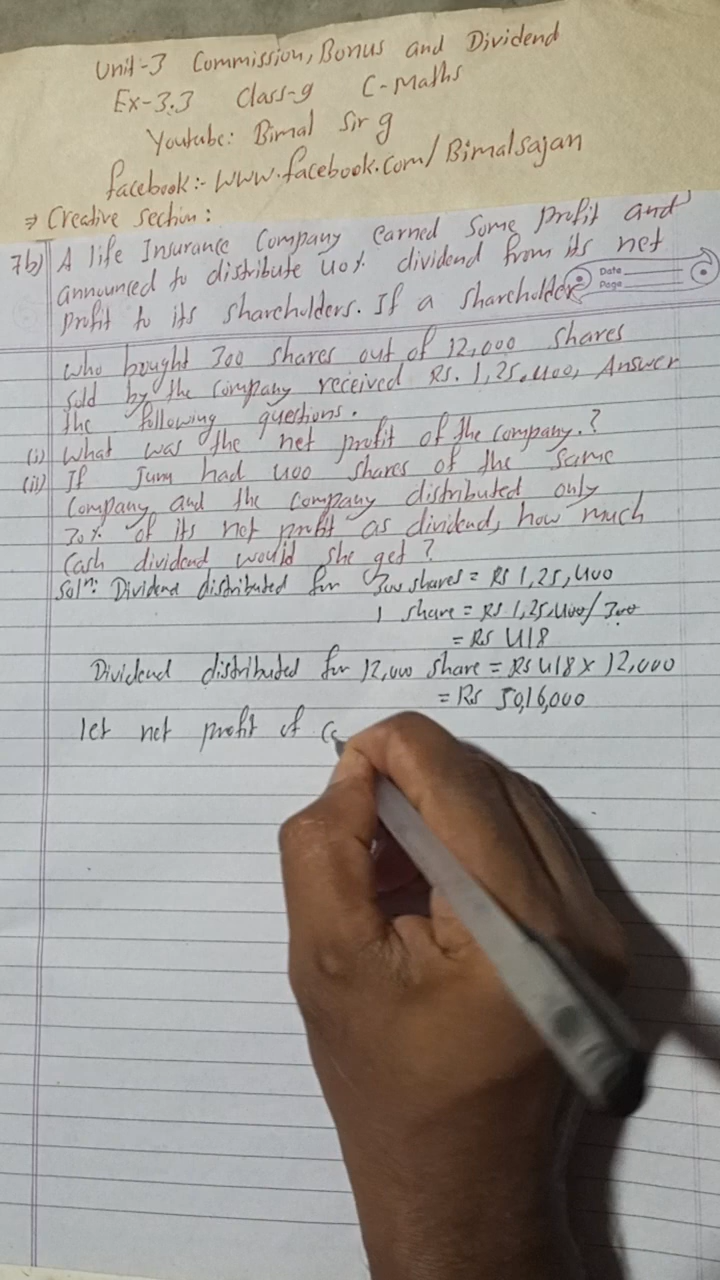 Unit-3 Commission, Bonus and Dividend
Ex-3.3 Class-9 C-Maths
Youtube: Bimal Sir g
facebook:- www.facebook.com/Bimalsajan
⇒ Creative section:
7b) A life Insurance Company earned some profit and
announced to distribute 40% dividend from its net
profit to its shareholders. If a shareholder
Date
Page
who bought 300 shares out of 12,000 shares
sold by the company received Rs. 1,25,400, Answer
the following questions.
(i) What was the net profit of the company.?
(ii) If Junu had 400 shares of the same
company, and the company distributed only
30% of its net profit as dividend, how much
cash dividend would she get?
Solⁿ: Dividend distributed for 300 shares = Rs 1,25,400
1 share = Rs 1,25,400/300
= Rs 418
Dividend distributed for 12,000 share = Rs 418 × 12,000
= Rs 50,16,000
let net profit of co